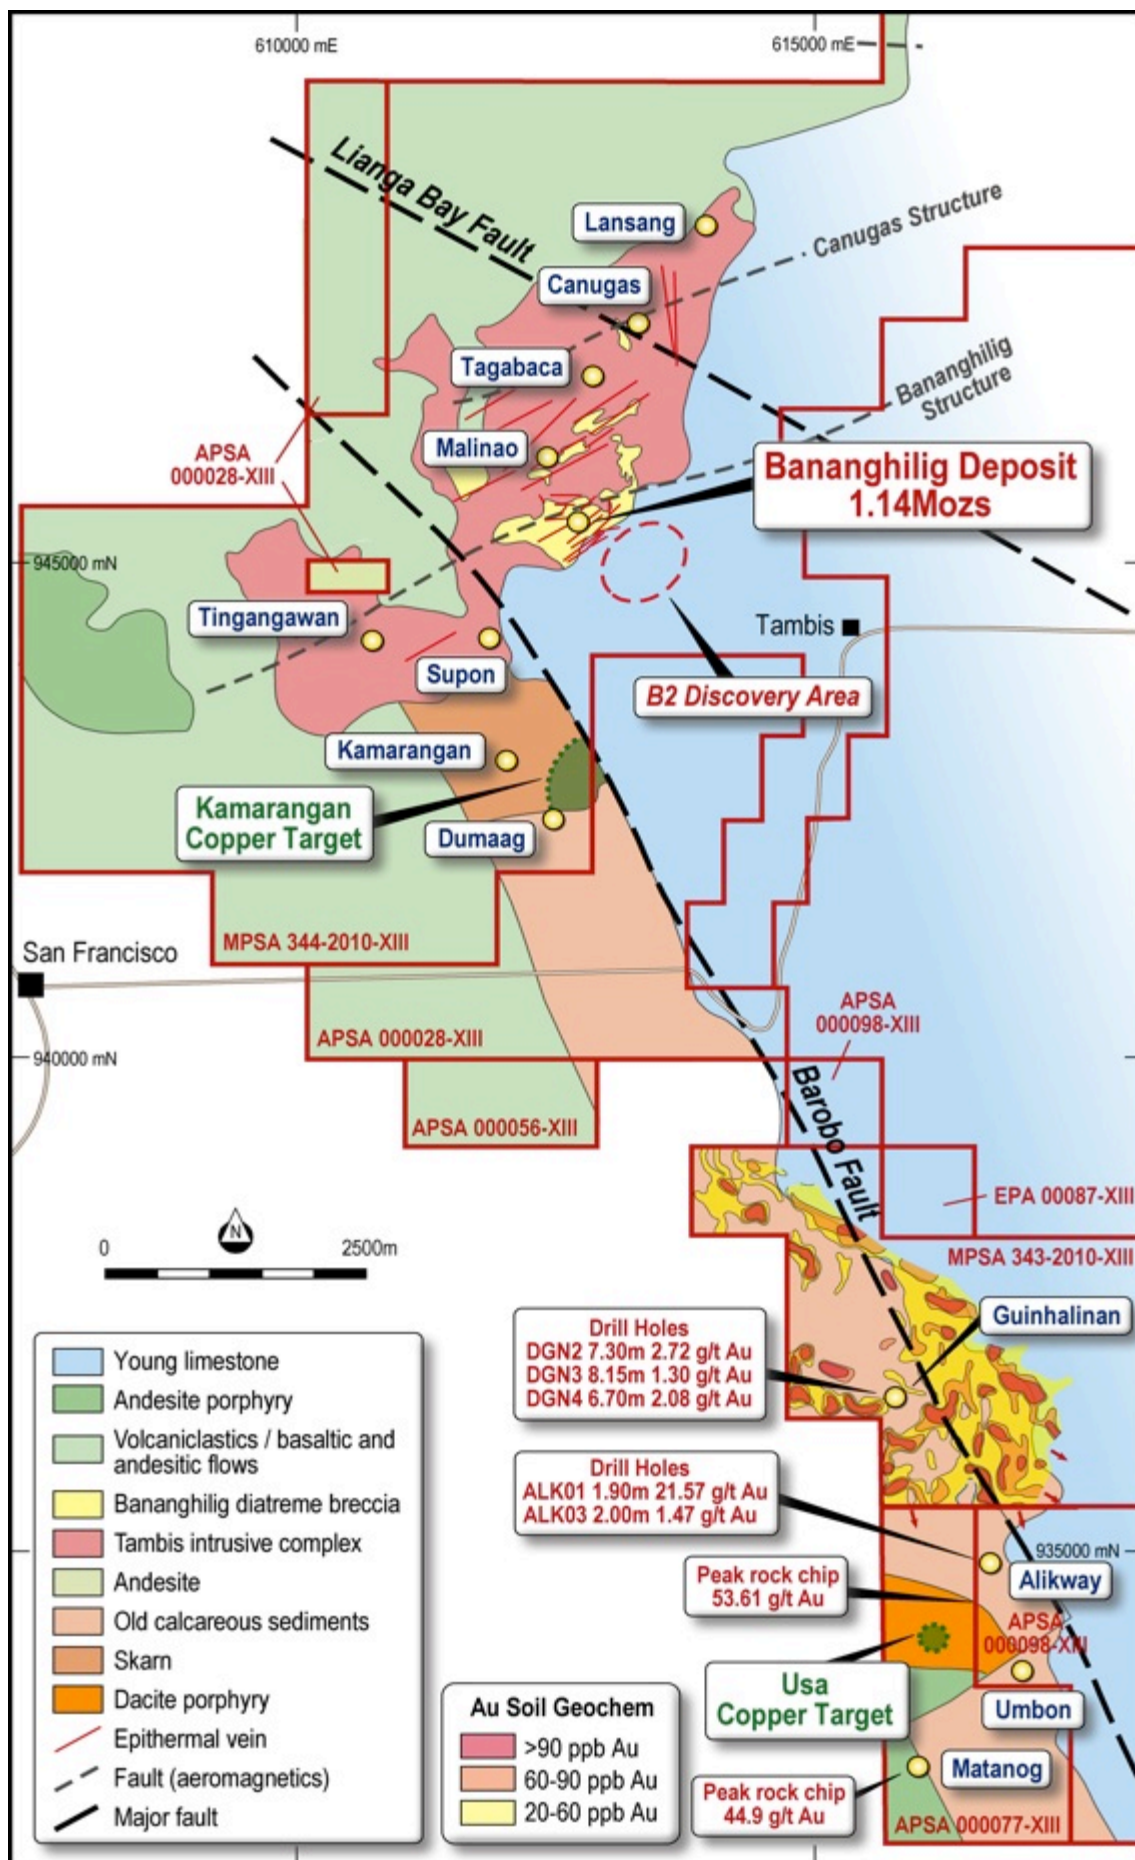 610000 mE
615000 mE
Lianga Bay Fault
Lansang
Canugas Structure
Canugas
Tagabaca
Bananghilig
Structure
APSA
000028-XIII
Malinao
Bananghilig Deposit
1.14Mozs
945000 mN
Tingangawan
Tambis
Supon
B2 Discovery Area
Kamarangan
Kamarangan
Copper Target
Dumaag
MPSA 344-2010-XIII
San Francisco
APSA
000098-XIII
APSA 000028-XIII
940000 mN
Barobo Fault
APSA 000056-XIII
EPA 00087-XIII
N
0
2500m
MPSA 343-2010-XIII
Guinhalinan
Drill Holes
DGN2 7.30m 2.72 g/t Au
DGN3 8.15m 1.30 g/t Au
DGN4 6.70m 2.08 g/t Au
Drill Holes
ALK01 1.90m 21.57 g/t Au
ALK03 2.00m 1.47 g/t Au
935000 mN
Alikway
Peak rock chip
53.61 g/t Au
APSA
000098-XIII
Usa
Copper Target
Umbon
Matanog
Peak rock chip
44.9 g/t Au
APSA 000077-XIII
Young limestone
Andesite porphyry
Volcaniclastics / basaltic and
andesitic flows
Bananghilig diatreme breccia
Tambis intrusive complex
Andesite
Old calcareous sediments
Skarn
Dacite porphyry
Epithermal vein
Fault (aeromagnetics)
Major fault
Au Soil Geochem
>90 ppb Au
60-90 ppb Au
20-60 ppb Au